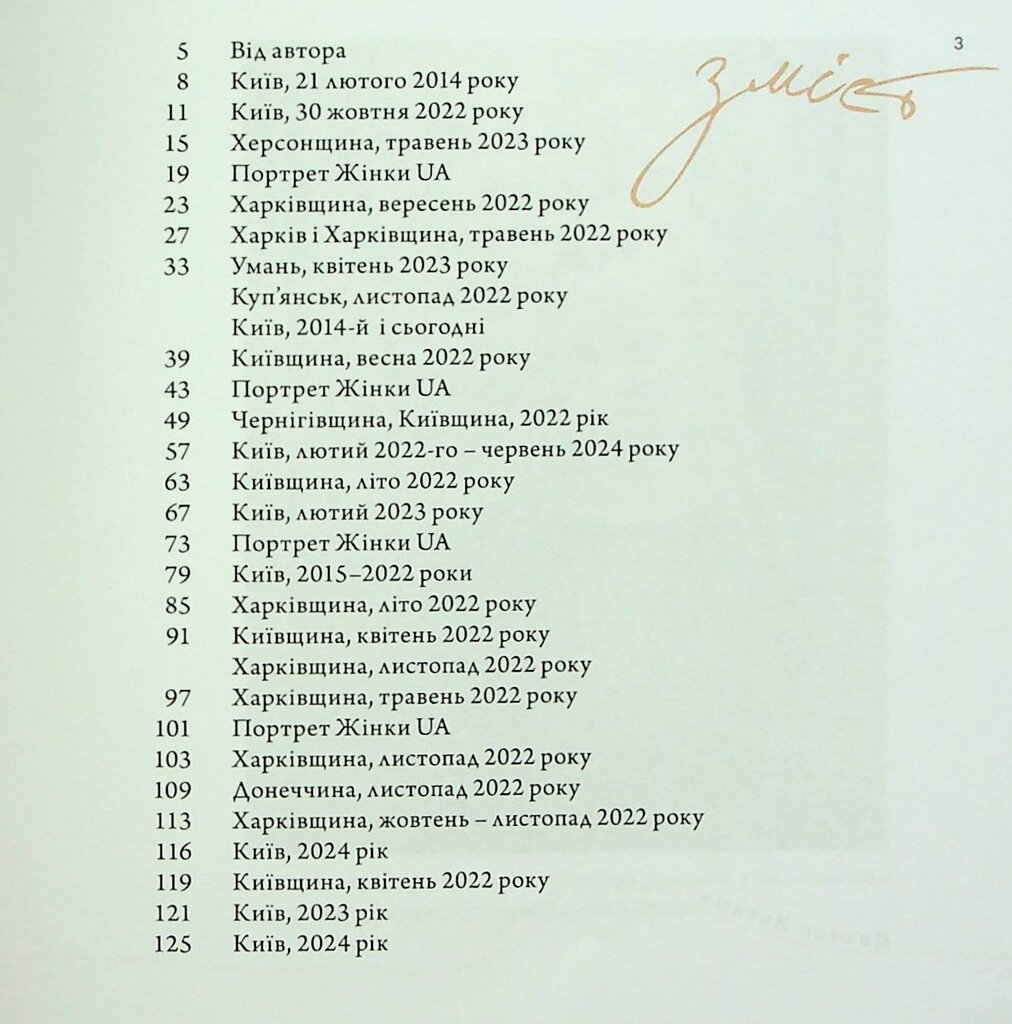 3
Зміст
5 Від автора
8 Київ, 21 лютого 2014 року
11 Київ, 30 жовтня 2022 року
15 Херсонщина, травень 2023 року
19 Портрет Жінки UA
23 Харківщина, вересень 2022 року
27 Харків і Харківщина, травень 2022 року
33 Умань, квітень 2023 року
Куп’янськ, листопад 2022 року
Київ, 2014-й і сьогодні
39 Київщина, весна 2022 року
43 Портрет Жінки UA
49 Чернігівщина, Київщина, 2022 рік
57 Київ, лютий 2022-го – червень 2024 року
63 Київщина, літо 2022 року
67 Київ, лютий 2023 року
73 Портрет Жінки UA
79 Київ, 2015–2022 роки
85 Харківщина, літо 2022 року
91 Київщина, квітень 2022 року
Харківщина, листопад 2022 року
97 Харківщина, травень 2022 року
101 Портрет Жінки UA
103 Харківщина, листопад 2022 року
109 Донеччина, листопад 2022 року
113 Харківщина, жовтень – листопад 2022 року
116 Київ, 2024 рік
119 Київщина, квітень 2022 року
121 Київ, 2023 рік
125 Київ, 2024 рік